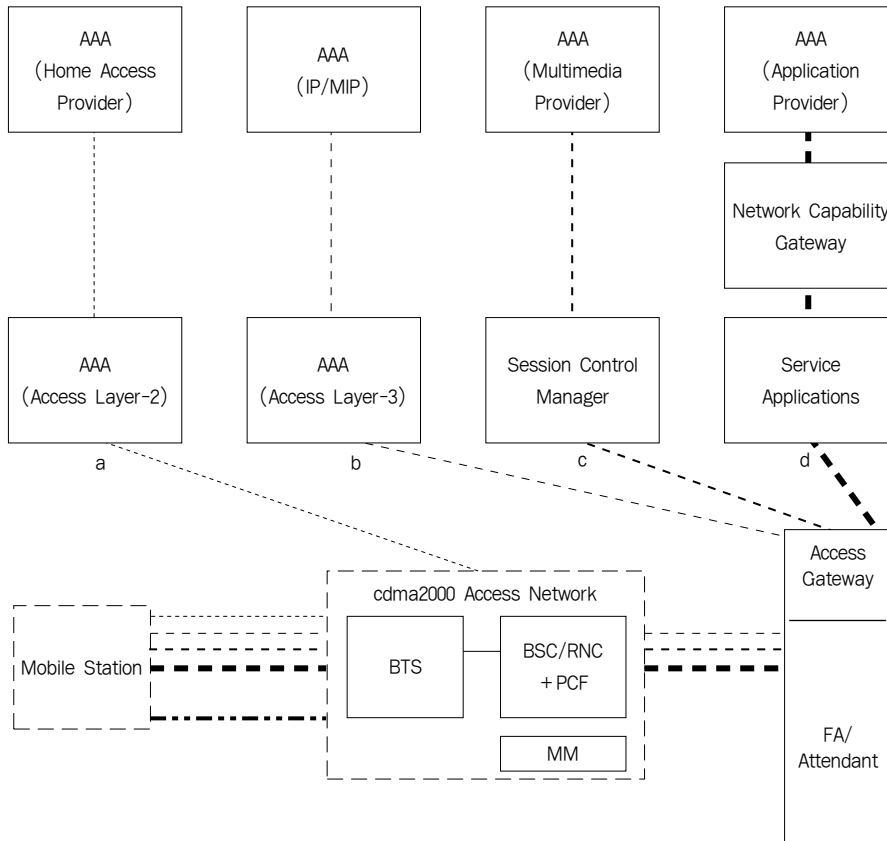 AAA
(Home Access
Provider)
AAA
(IP/MIP)
AAA
(Multimedia
Provider)
AAA
(Application
Provider)
Network Capability
Gateway
AAA
(Access Layer-2)
AAA
(Access Layer-3)
Session Control
Manager
Service
Applications
a
b
c
d
Access
Gateway
cdma2000 Access Network
Mobile Station
BTS
BSC/RNC
+PCF
MM
FA/
Attendant